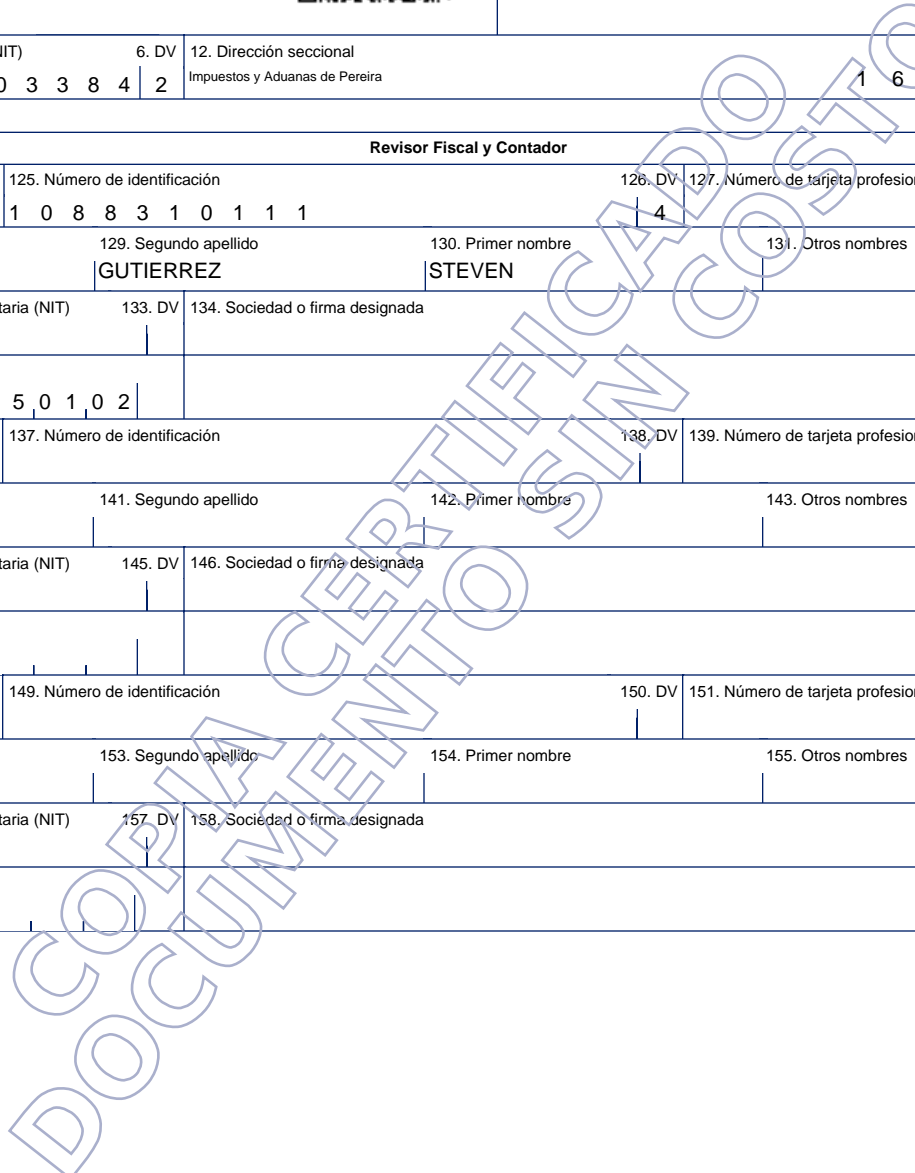 NIT) 6. DV 12. Dirección seccional
0 3 3 8 4 2 Impuestos y Aduanas de Pereira 1 6
Revisor Fiscal y Contador
125. Número de identificación 126. DV 127. Número de tarjeta profesion
1 0 8 8 3 1 0 1 1 1 4
129. Segundo apellido 130. Primer nombre 131. Otros nombres
GUTIERREZ STEVEN
taria (NIT) 133. DV 134. Sociedad o firma designada
5 0 1 0 2
137. Número de identificación 138. DV 139. Número de tarjeta profesion
141. Segundo apellido 142. Primer nombre 143. Otros nombres
taria (NIT) 145. DV 146. Sociedad o firma designada
149. Número de identificación 150. DV 151. Número de tarjeta profesion
153. Segundo apellido 154. Primer nombre 155. Otros nombres
taria (NIT) 157. DV 158. Sociedad o firma designada
COPIA CERTIFICADO
DOCUMENTO SIN COSTO